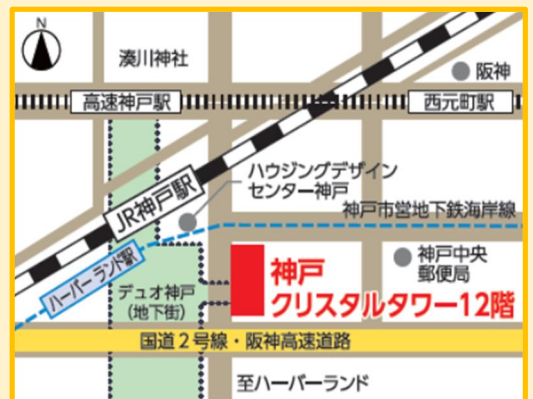 N
湊川神社
阪神
高速神戸駅
西元町駅
ハウジングデザイン
センター神戸
JR神戸駅
神戸市営地下鉄海岸線
ハーバーランド駅
神戸中央
郵便局
デュオ神戸
(地下街)
神戸
クリスタルタワー12階
国道2号線・阪神高速道路
至ハーバーランド